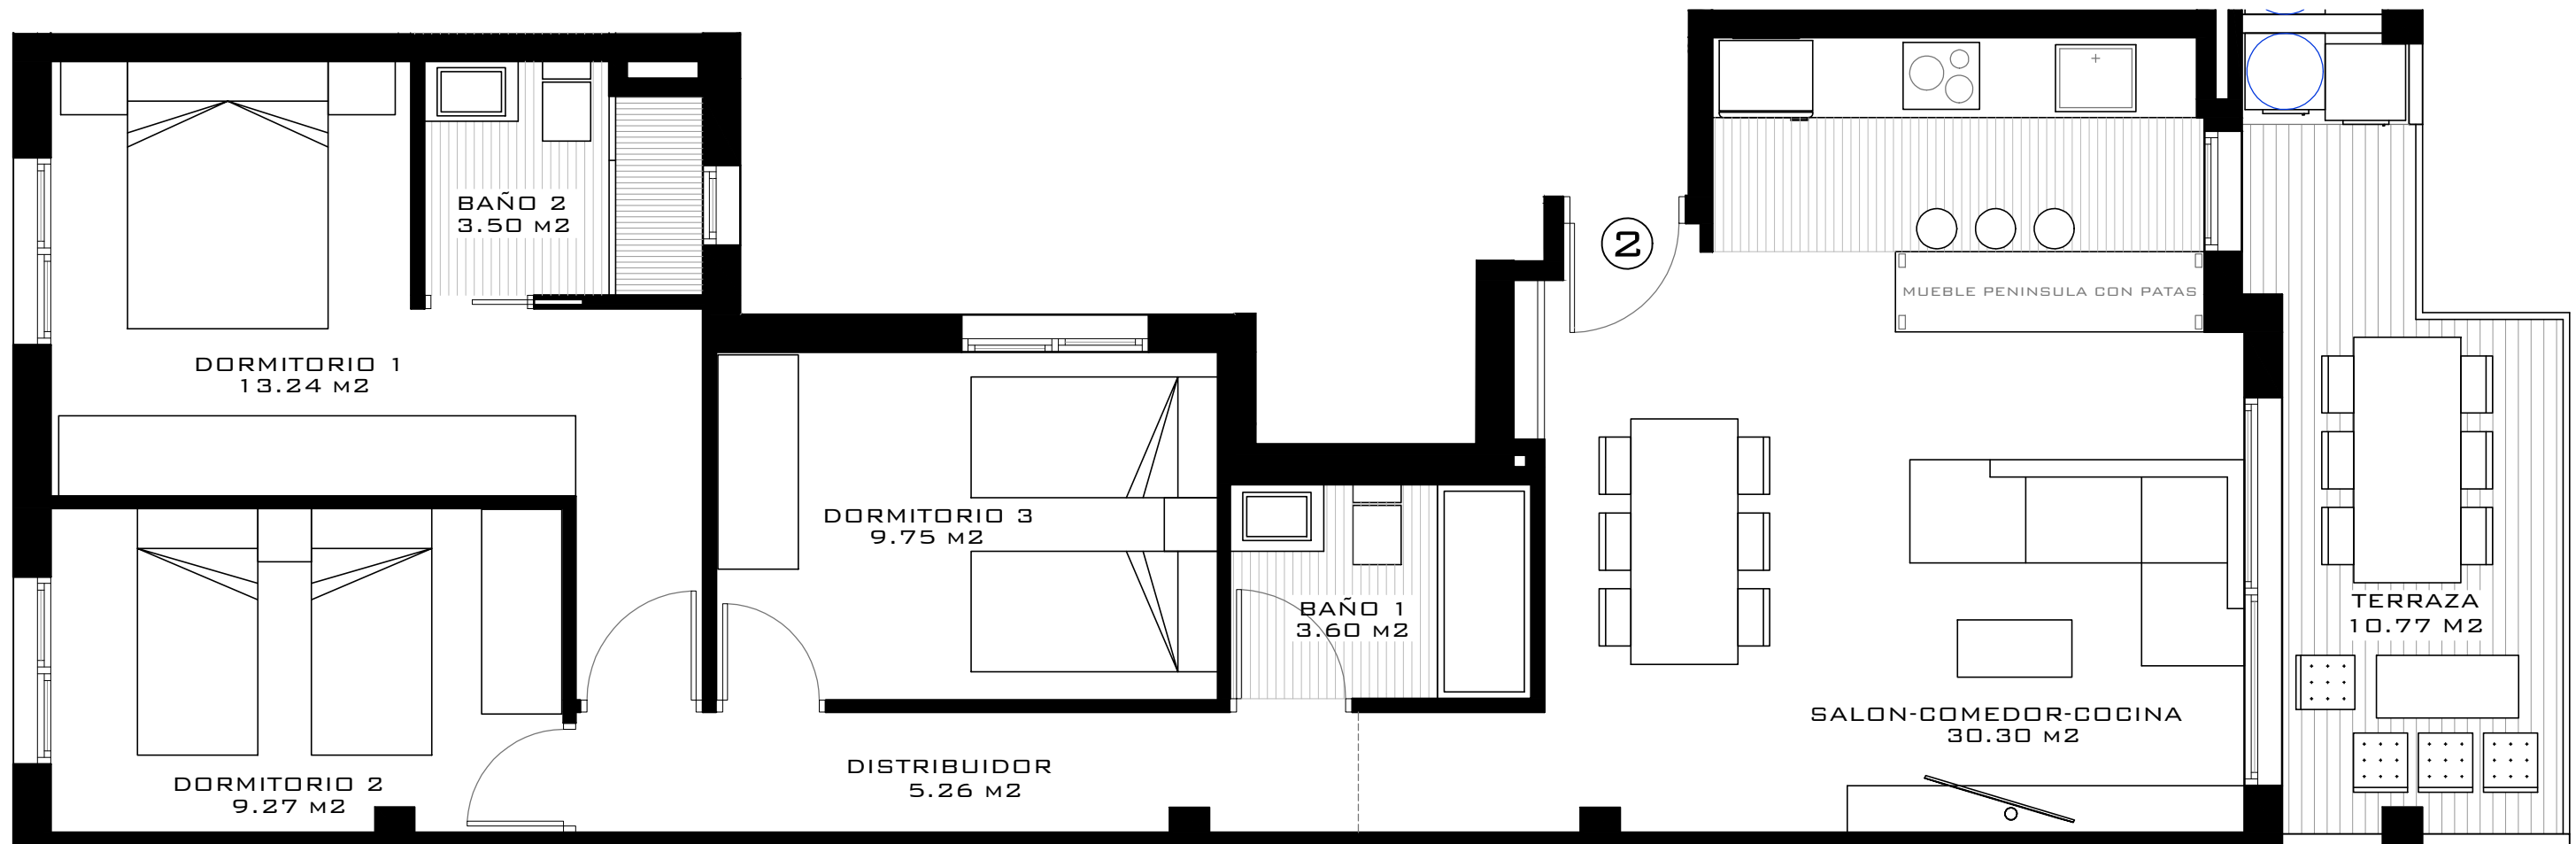 BAÑO 2
3.50 M2
2
MUEBLE PENINSULA CON PATAS
DORMITORIO 1
13.24 M2
DORMITORIO 3
9.75 M2
BAÑO 1
3.60 M2
TERRAZA
10.77 M2
SALON-COMEDOR-COCINA
30.30 M2
DISTRIBUIDOR
5.26 M2
DORMITORIO 2
9.27 M2